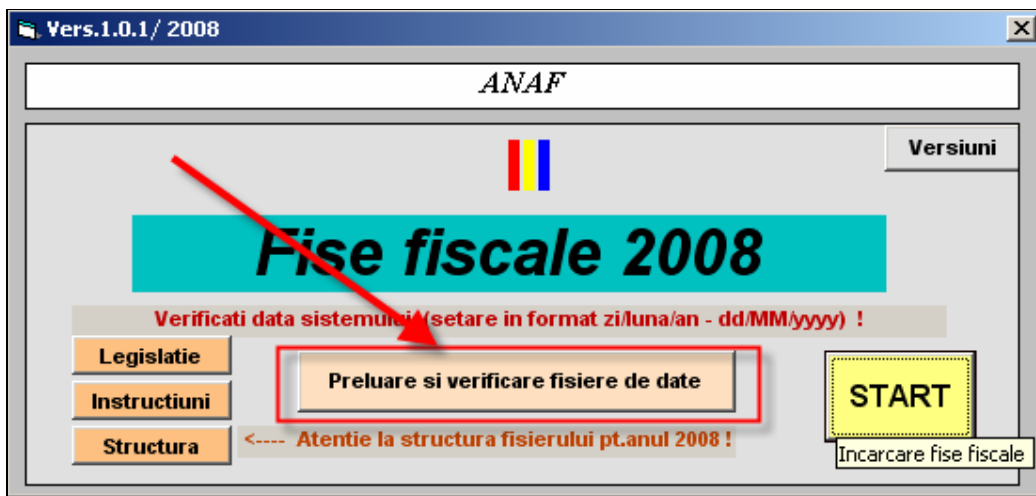 Vers.1.0.1/ 2008
ANAF
Versiuni
Fise fiscale 2008
Verificati data sistemului (setare in format zi/luna/an - dd/MM/yyyy) !
Legislatie
Preluare si verificare fisiere de date
START
Instructiuni
Structura
<---- Atentie la structura fisierului pt.anul 2008 !
Incarcare fise fiscale